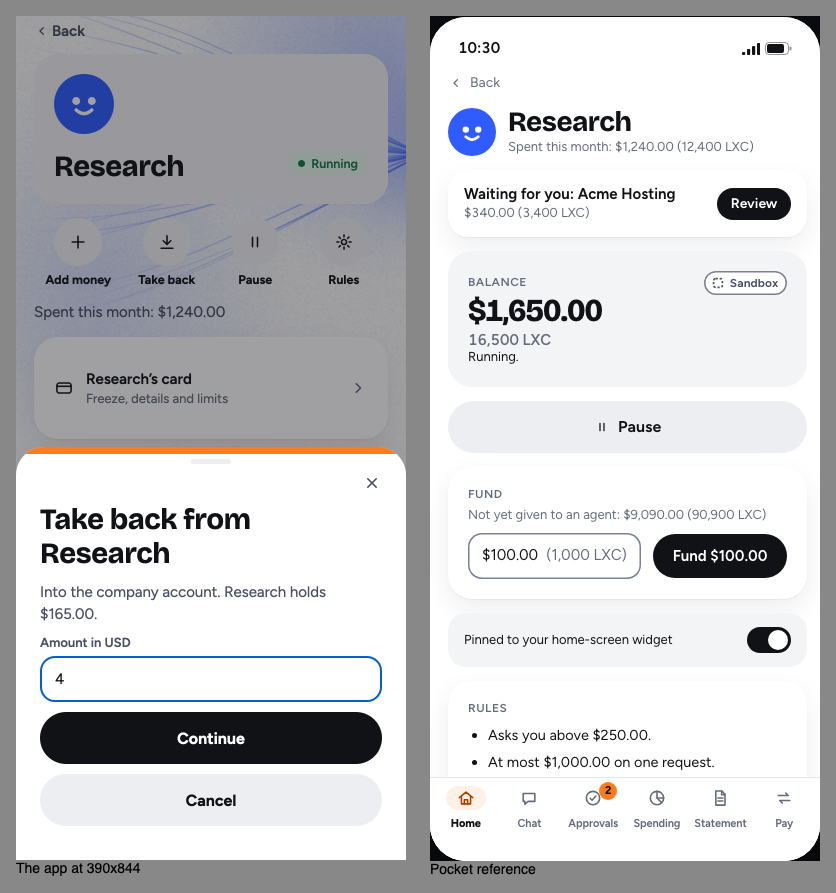 Back
Research
Running
Add money
Take back
Pause
Rules
Spent this month: $1,240.00
Research’s card
Freeze, details and limits
Take back from
Research
Into the company account. Research holds
$165.00.
Amount in USD
4
Continue
Cancel
The app at 390x844
10:30
Back
Research
Spent this month: $1,240.00 (12,400 LXC)
Waiting for you: Acme Hosting
$340.00 (3,400 LXC)
Review
BALANCE
Sandbox
$1,650.00
16,500 LXC
Running.
Pause
FUND
Not yet given to an agent: $9,090.00 (90,900 LXC)
$100.00 (1,000 LXC)
Fund $100.00
Pinned to your home-screen widget
RULES
Asks you above $250.00.
At most $1,000.00 on one request.
2
Home
Chat
Approvals
Spending
Statement
Pay
Pocket reference